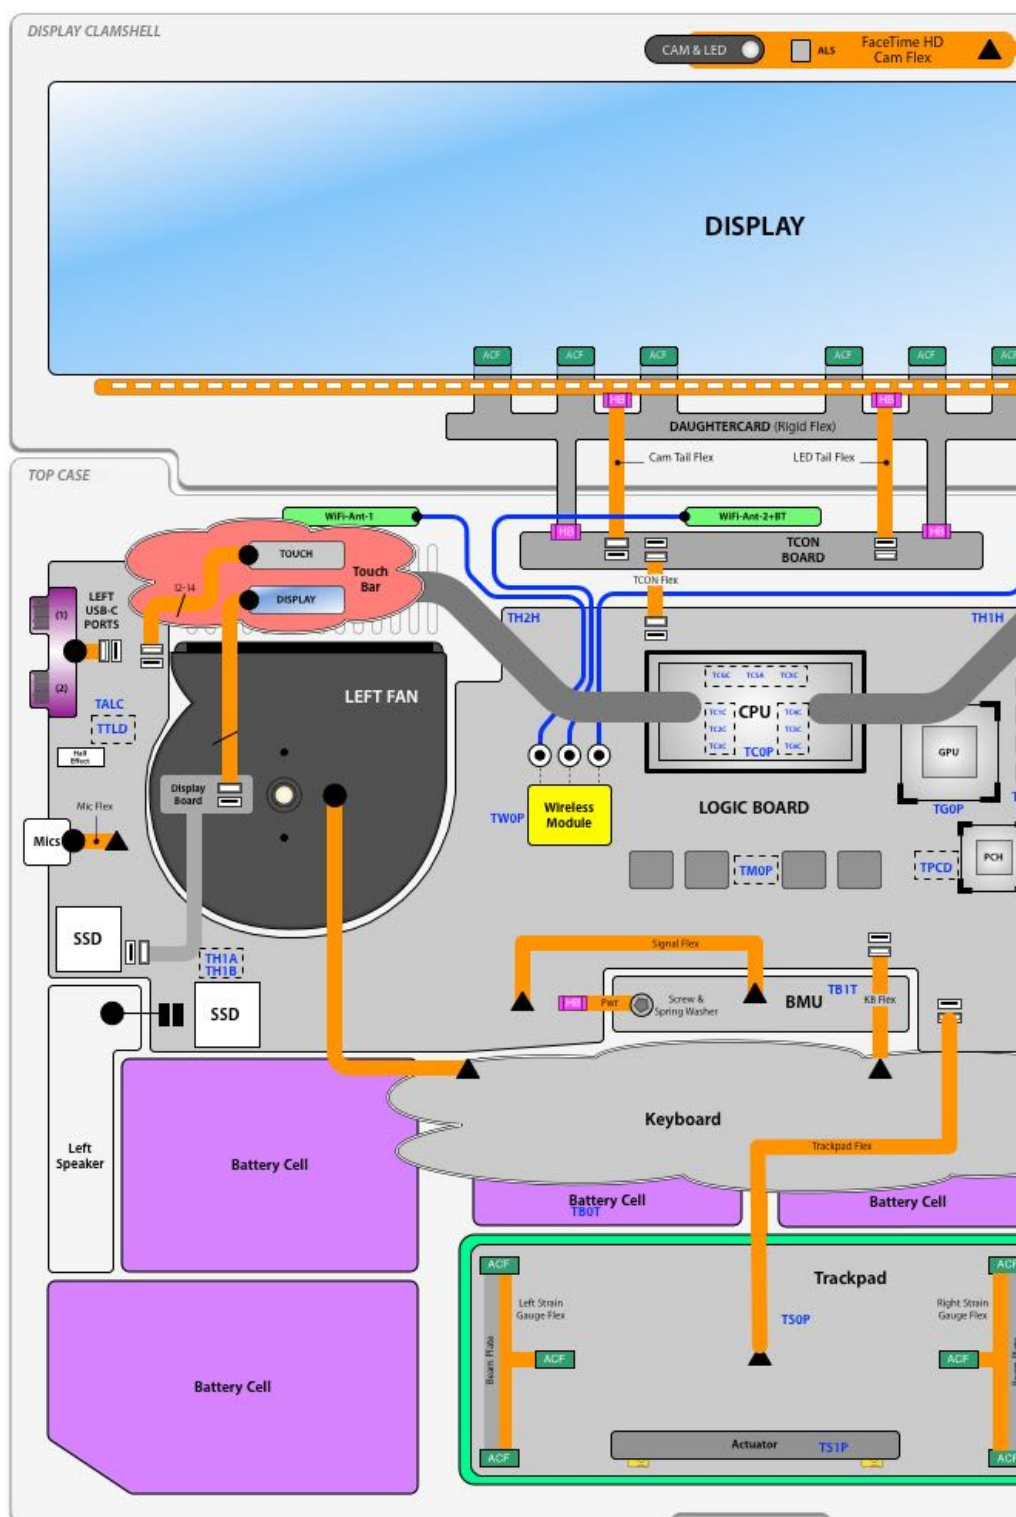 DISPLAY CLAMSHELL
CAM & LED
ALS
FaceTime HD
Cam Flex
DISPLAY
ACF
ACF
ACF
ACF
ACF
HB
HB
DAUGHTERCARD (Rigid Flex)
Cam Tail Flex
LED Tail Flex
TOP CASE
WiFi-Ant-1
WiFi-Ant-2+BT
HB
HB
TCON
BOARD
TOUCH
Touch
Bar
TCON Flex
12-14
DISPLAY
LEFT
USB-C
PORTS
(1)
(2)
TH2H
TH1H
LEFT FAN
TALC
TTLD
Hall
Effect
CPU
TC1C
TC2C
TC0P
GPU
TG0P
Display
Board
Mic Flex
Mics
TW0P
Wireless
Module
LOGIC BOARD
TM0P
TPCD
PCH
SSD
TH1A
TH1B
SSD
Signal Flex
HB
Pwr
Screw &
Spring Washer
BMU
TB1T
KB Flex
Keyboard
Left
Speaker
Battery Cell
Trackpad Flex
Battery Cell
TB0T
Battery Cell
ACF
Trackpad
Left Strain
Gauge Flex
Right Strain
Gauge Flex
TS0P
Beam Plate
ACF
ACF
Battery Cell
Actuator
TS1P
ACF